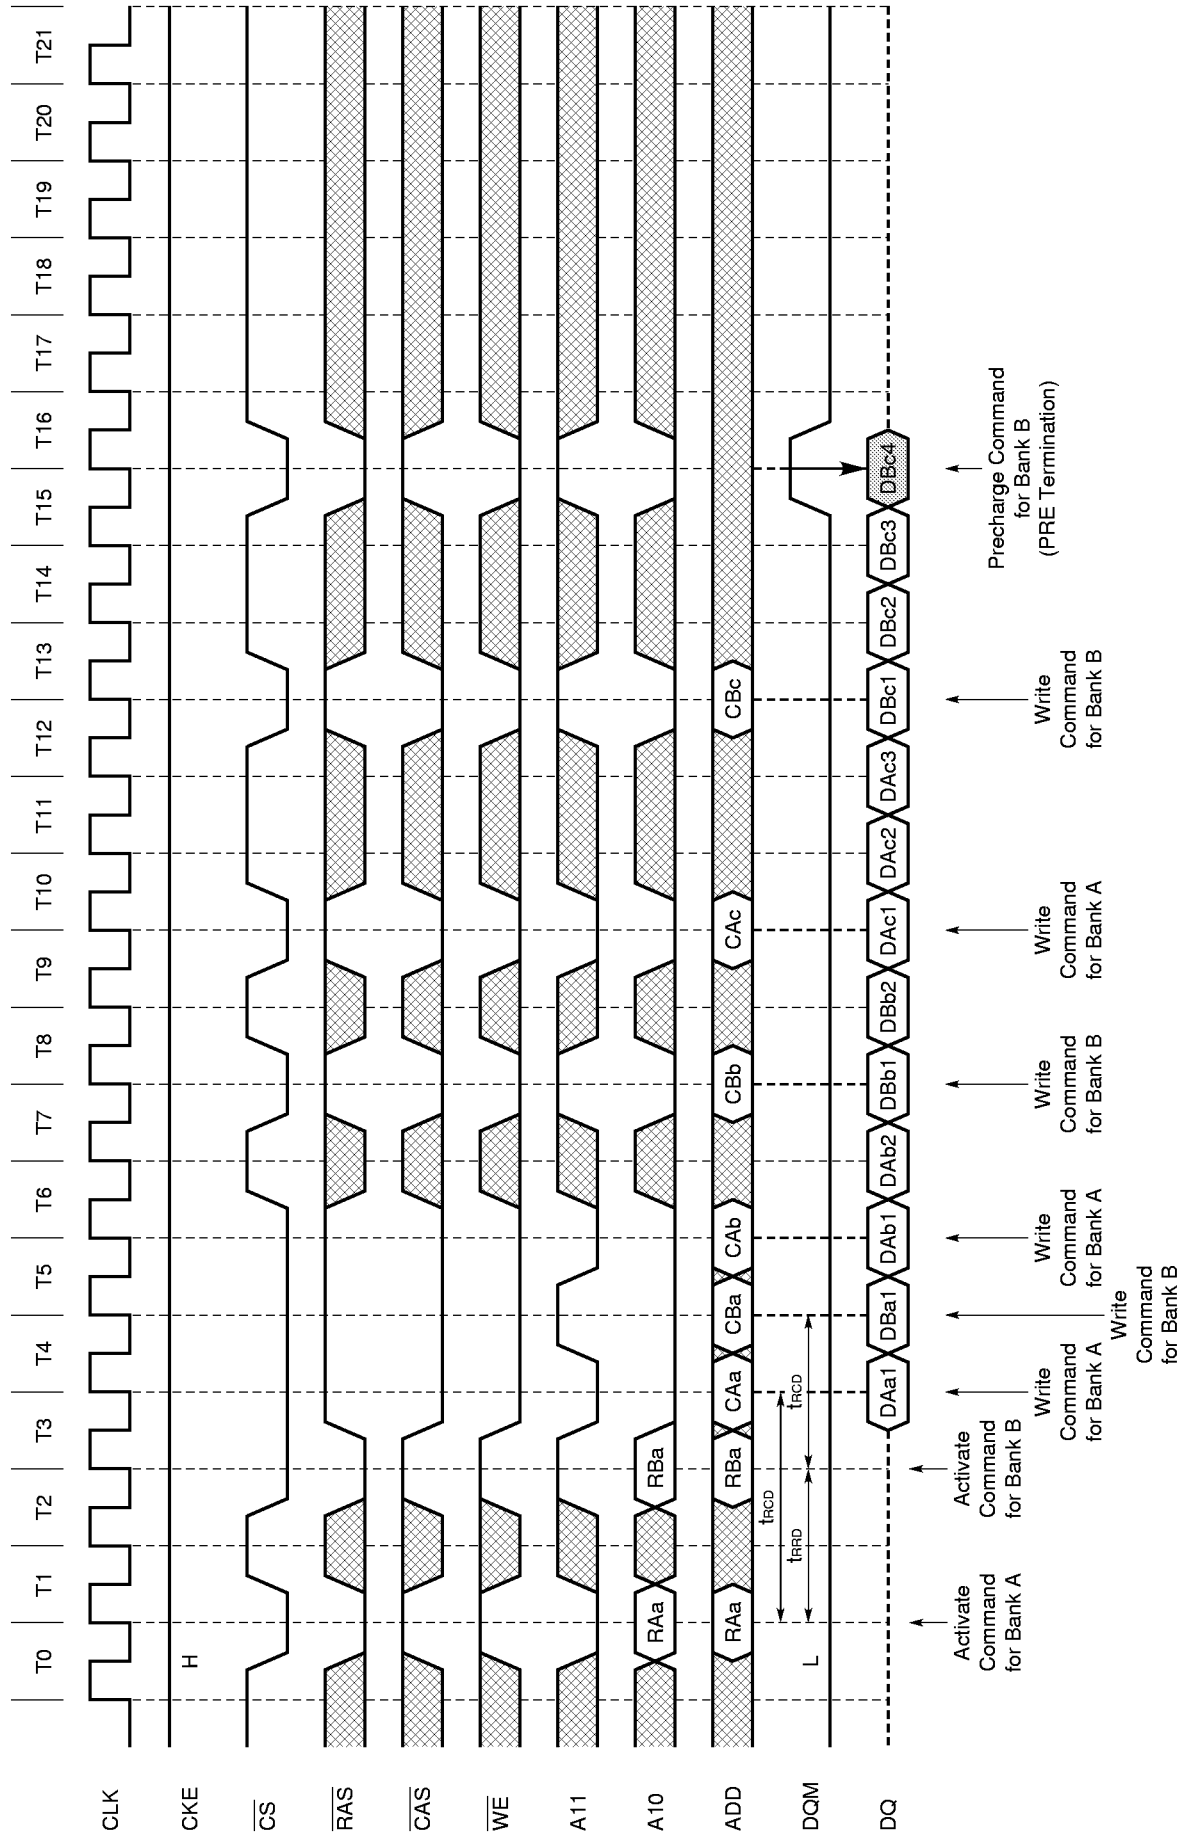 T0 T1 T2 T3 T4 T5 T6 T7 T8 T9 T10 T11 T12 T13 T14 T15 T16 T17 T18 T19 T20 T21
CLK
CKE H
CS
RAS
CAS
WE
A11
A10 RAa RBa
ADD RAa RBa CAa CBa CAb CBb CAc CBc
tRCD
DQM L tRRD tRCD
DQ DAa1 DBa1 DAb1 DAb2 DBb1 DBb2 DAc1 DAc2 DAc3 DBc1 DBc2 DBc3 DBc4
Activate
Command
for Bank A
Activate
Command
for Bank B
Write
Command
for Bank A
Write
Command
for Bank B
Write
Command
for Bank A
Write
Command
for Bank B
Write
Command
for Bank A
Write
Command
for Bank B
Precharge Command
for Bank B
(PRE Termination)